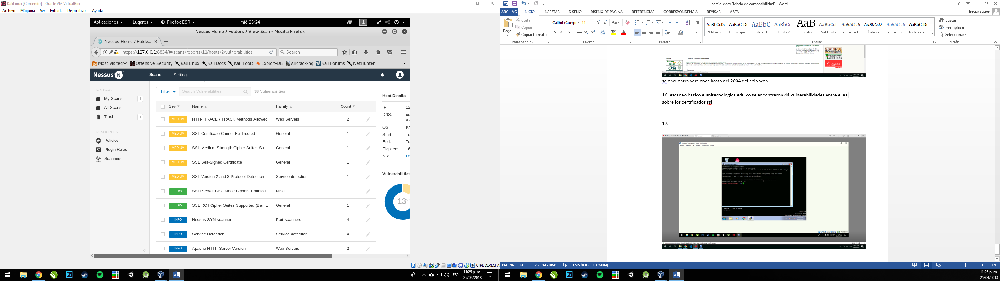 KaliLinux [Corriendo] - Oracle VM VirtualBox
Archivo Máquina Ver Entrada Dispositivos Ayuda
Aplicaciones Lugares Firefox ESR mié 23:24 1
Nessus Home / Folders / View Scan - Mozilla Firefox
Nessus Home / Folde...
https://127.0.0.1:8834/#/scans/reports/11/hosts/2/vulnerabilities Search
Most Visited Offensive Security Kali Linux Kali Docs Kali Tools Exploit-DB Aircrack-ng Kali Forums NetHunter »
Nessus N Scans Settings
FOLDERS
My Scans 1
All Scans
Trash 1
RESOURCES
Policies
Plugin Rules
Scanners
Filter Search Vulnerabilities 38 Vulnerabilities
Sev Name Family Count
MEDIUM HTTP TRACE / TRACK Methods Allowed Web Servers 2
MEDIUM SSL Certificate Cannot Be Trusted General 1
MEDIUM SSL Medium Strength Cipher Suites Su... General 1
MEDIUM SSL Self-Signed Certificate General 1
MEDIUM SSL Version 2 and 3 Protocol Detection Service detection 1
LOW SSH Server CBC Mode Ciphers Enabled Misc. 1
LOW SSL RC4 Cipher Suites Supported (Bar ... General 1
INFO Nessus SYN scanner Port scanners 4
INFO Service Detection Service detection 4
INFO Apache HTTP Server Version Web Servers 2
Host Details
IP: 12
DNS: oc
d.
OS: KY
Start: To
End: To
Elapsed: 16
KB: Do
Vulnerabilities
13%
CTRL DERECHA
ESP 11:25 p. m.
25/04/2018
parcial.docx [Modo de compatibilidad] - Word
ARCHIVO INICIO INSERTAR DISEÑO DISEÑO DE PÁGINA REFERENCIAS CORRESPONDENCIA REVISAR VISTA Iniciar sesión
Pegar
Cortar
Copiar
Copiar formato
Portapapeles
Calibri (Cuerpo 11
N K S abc x₂ x²
Fuente
Párrafo
AaBbCcDc AaBbCcDc AaBbC AaBbCcI AaB AaBbCcD AaBbCcDc AaBbCcDc AaBbCcDc AaBbCcDc
¶ Normal ¶ Sin espa... Título 1 Título 2 Puesto Subtítulo Énfasis sutil Énfasis Énfasis int... Texto en n...
Estilos
Buscar
Reemplazar
Seleccionar
Edición
Banco de Ideas
CASA
AMERICAS
universia
se encuentra versiones hasta del 2004 del sitio web
16. escaneo básico a unitecnologica.edu.co se encontraron 44 vulnerabilidades entre ellas
sobre los certificados ssl
17.
PÁGINA 11 DE 11 268 PALABRAS ESPAÑOL (COLOMBIA) 110%
11:25 p. m.
25/04/2018